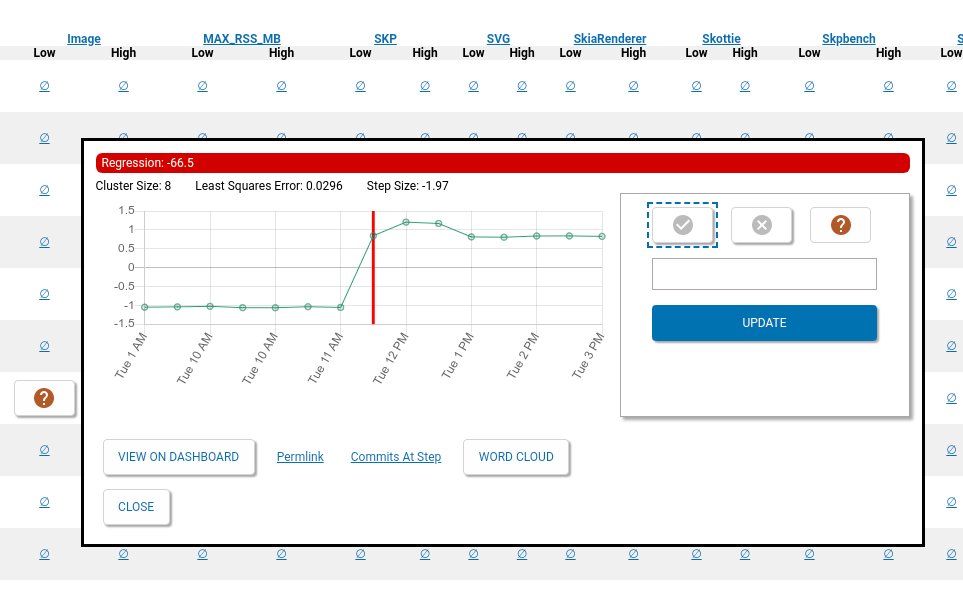 Image MAX_RSS_MB SKP SVG SkiaRenderer Skottie Skpbench S
Low High Low High Low High Low High Low High Low High Low High Low
∅ ∅ ∅ ∅ ∅ ∅ ∅ ∅ ∅ ∅ ∅ ∅ ∅ ∅ ∅
∅ ∅ ∅ ∅ ∅ ∅ ∅ ∅ ∅ ∅ ∅ ∅ ∅ ∅ ∅
Regression: -66.5
Cluster Size: 8 Least Squares Error: 0.0296 Step Size: -1.97
∅ ∅
1.5
1
?
0.5
∅ ∅
0
-0.5
∅ ∅
-1
-1.5
UPDATE
∅ ∅
Tue 1 AM Tue 10 AM Tue 10 AM Tue 11 AM Tue 12 PM Tue 1 PM Tue 2 PM Tue 3 PM
? ∅
∅ ∅
VIEW ON DASHBOARD Permlink Commits At Step WORD CLOUD
∅ ∅
CLOSE
∅ ∅ ∅ ∅ ∅ ∅ ∅ ∅ ∅ ∅ ∅ ∅ ∅ ∅ ∅